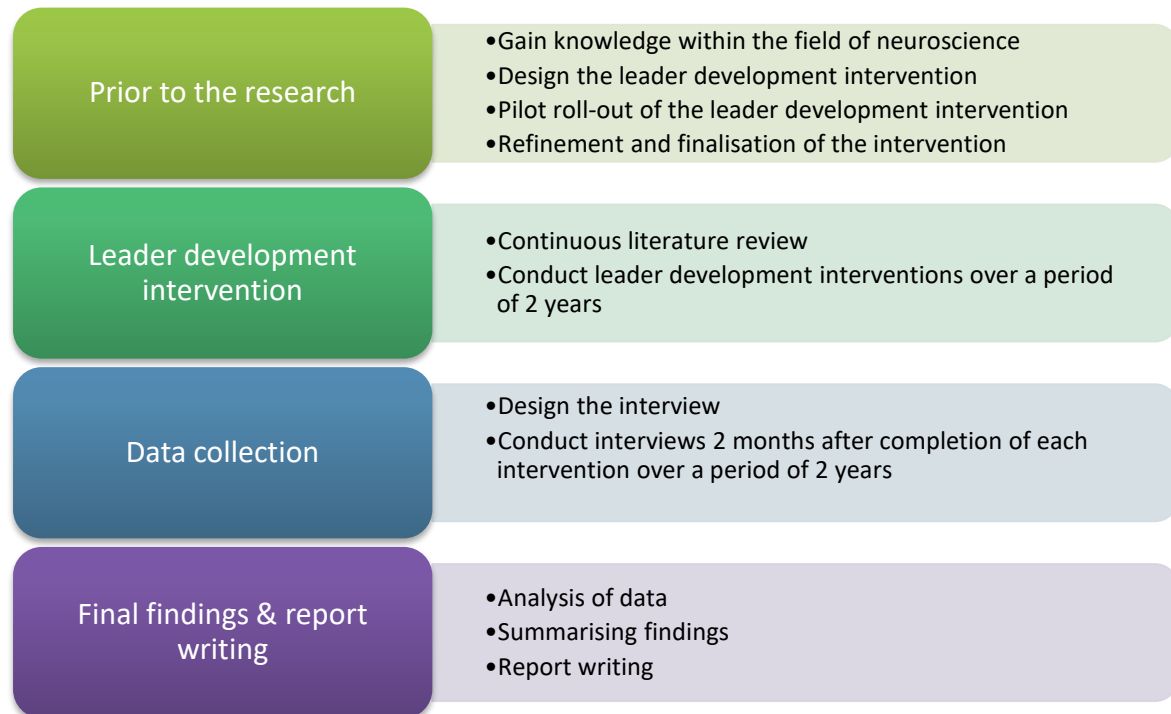 Prior to the research
•Gain knowledge within the field of neuroscience
•Design the leader development intervention
•Pilot roll-out of the leader development intervention
•Refinement and finalisation of the intervention
Leader development
intervention
•Continuous literature review
•Conduct leader development interventions over a period
of 2 years
Data collection
•Design the interview
•Conduct interviews 2 months after completion of each
intervention over a period of 2 years
Final findings & report
writing
•Analysis of data
•Summarising findings
•Report writing